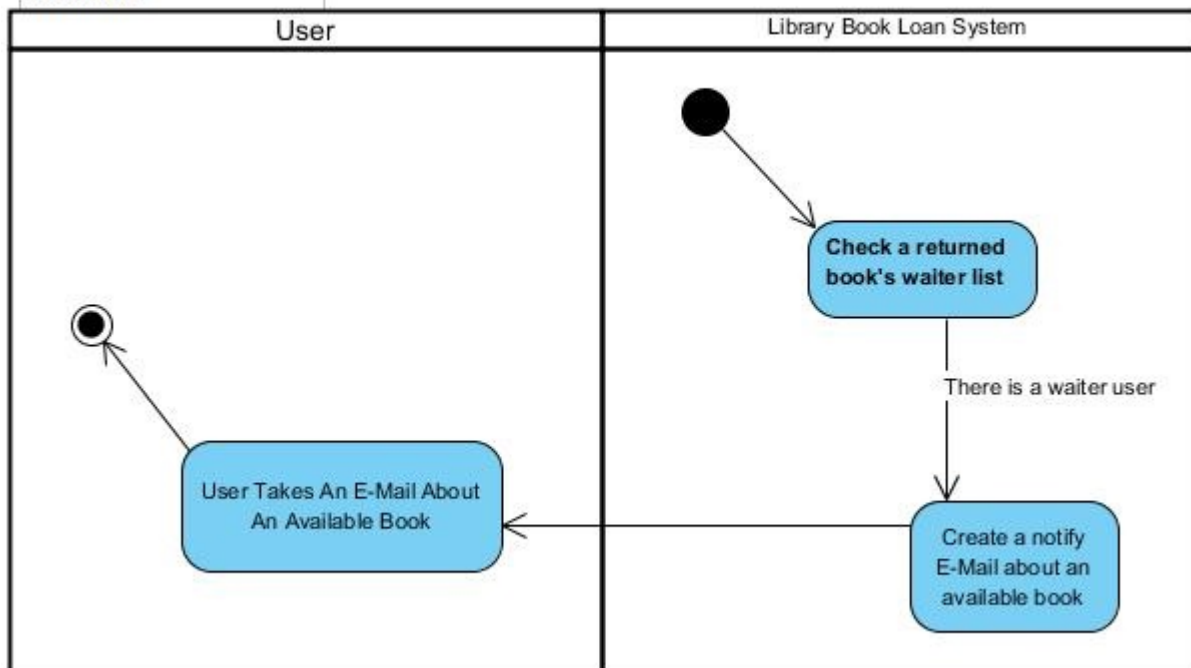 User
Library Book Loan System
Check a returned
book's waiter list
There is a waiter user
User Takes An E-Mail About
An Available Book
Create a notify
E-Mail about an
available book